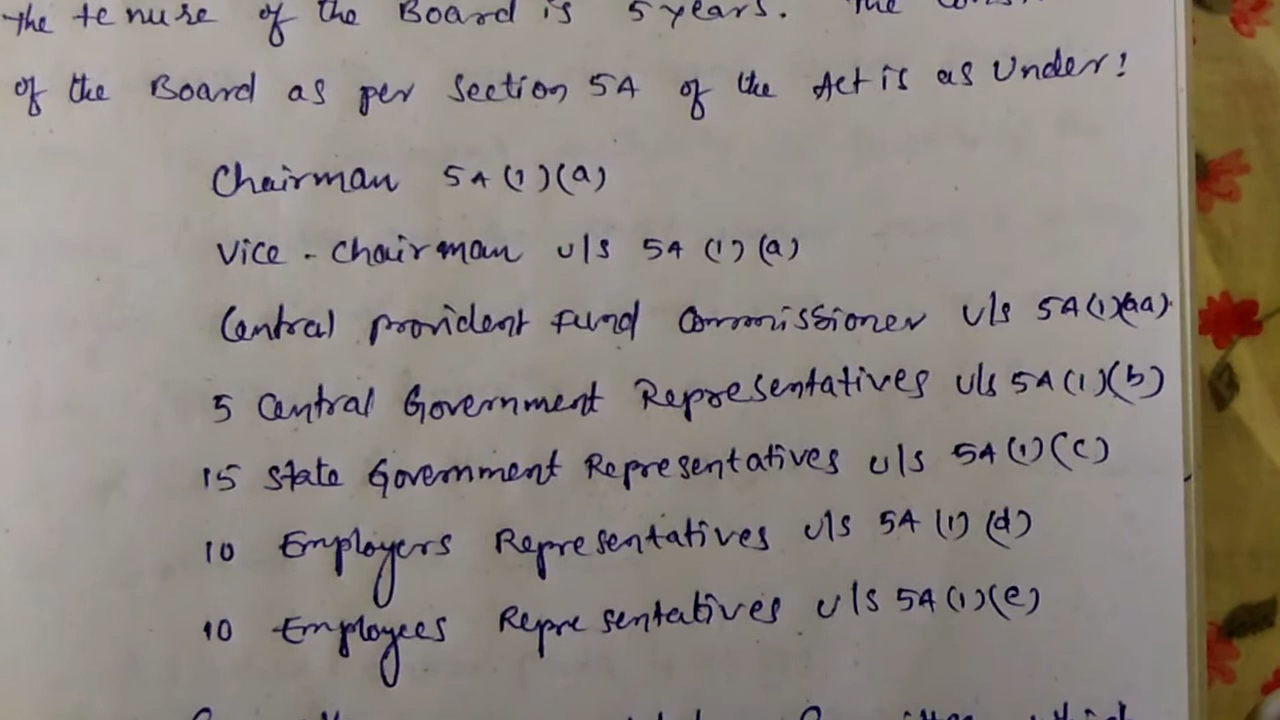 The tenure of the Board is 5 years. The
of the Board as per Section 5A of the Act is as Under:
Chairman 5A (1) (a)
Vice - Chairman u/s 5A (1) (a)
Central provident Fund Commissioner u/s 5A(1)(aa).
5 Central Government Representatives u/s 5A (1) (b)
15 State Government Representatives u/s 5A (1) (c)
10 Employers Representatives u/s 5A (1) (d)
10 Employees Representatives u/s 5A (1) (e)